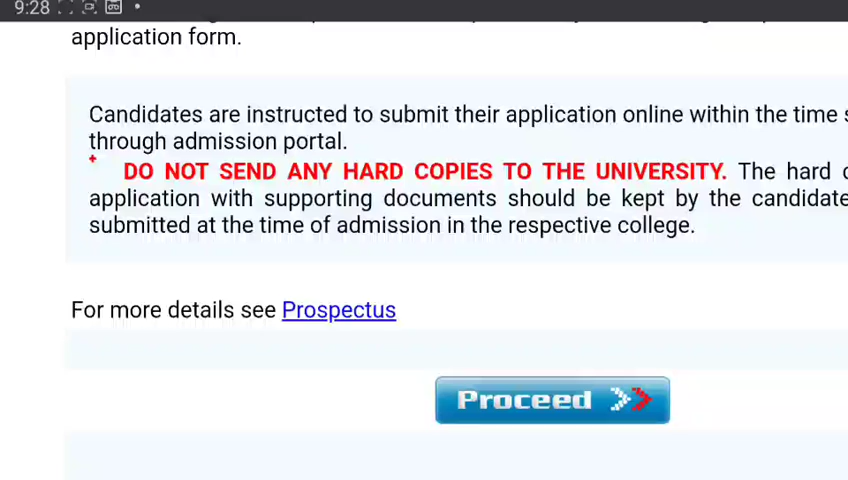 9:28
application form.
Candidates are instructed to submit their application online within the time
through admission portal.
DO NOT SEND ANY HARD COPIES TO THE UNIVERSITY. The hard
application with supporting documents should be kept by the candidate
submitted at the time of admission in the respective college.
For more details see Prospectus
Proceed